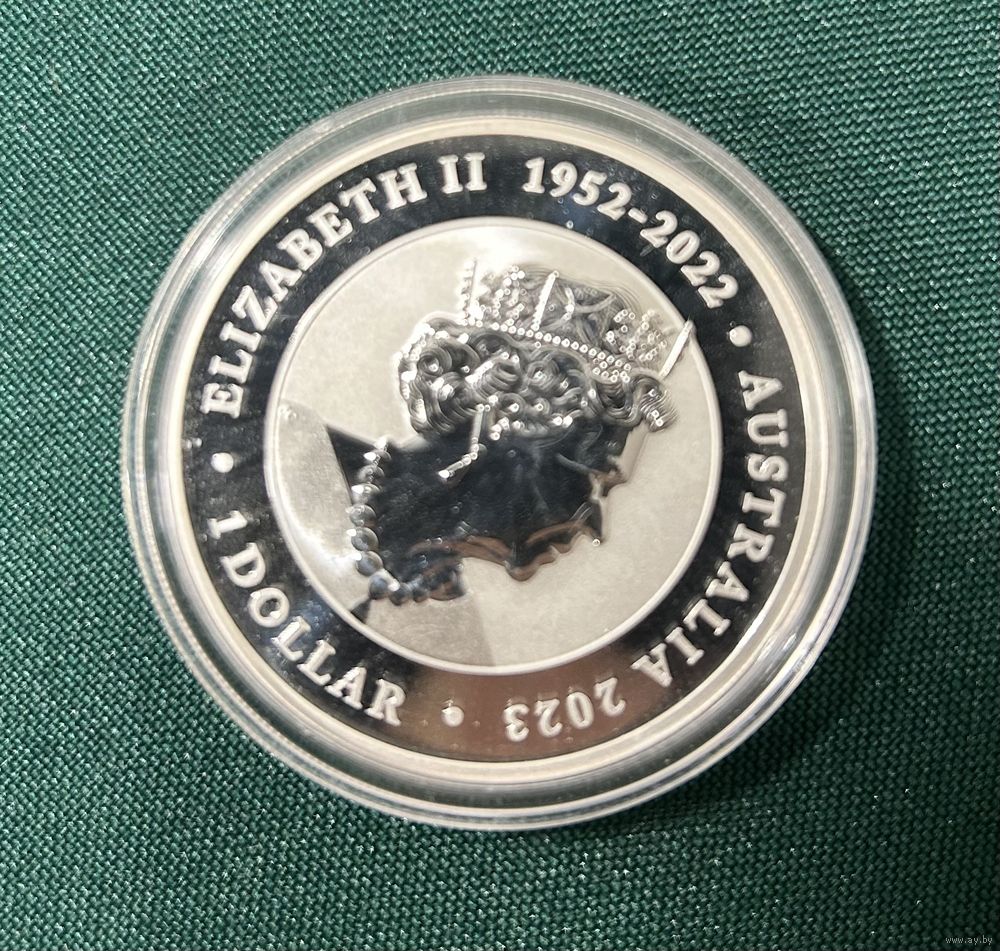 ELIZABETH II 1952-2022 • AUSTRALIA 2023 • 1 DOLLAR •
www.ay.by